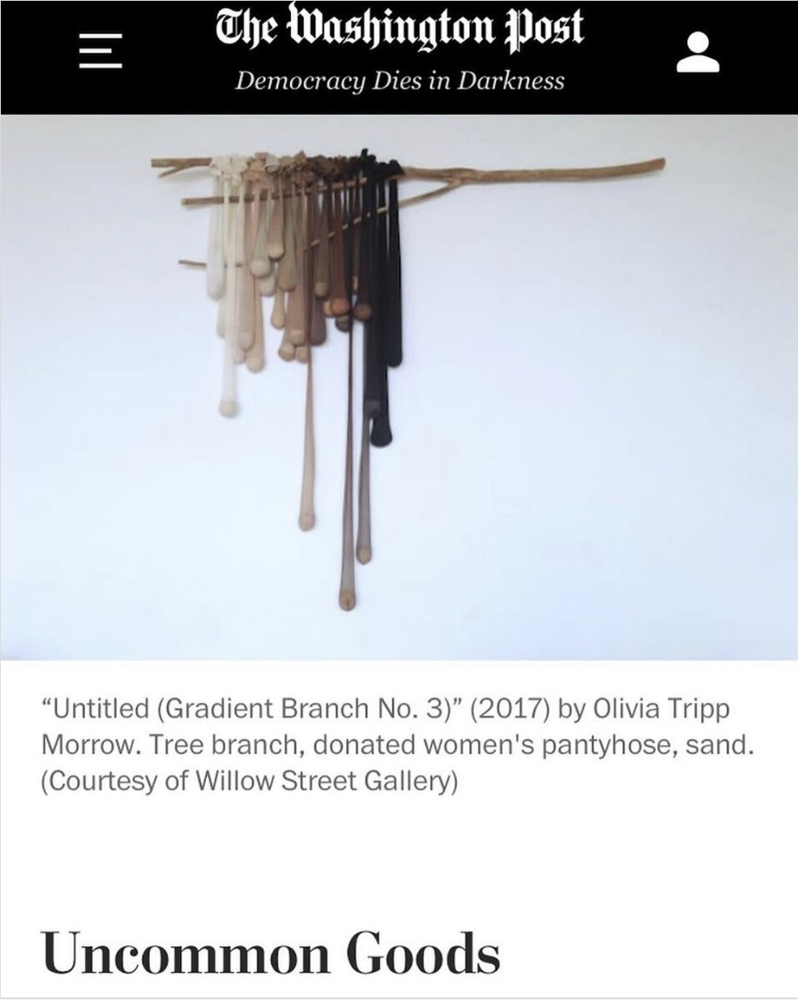 The Washington Post
Democracy Dies in Darkness
“Untitled (Gradient Branch No. 3)” (2017) by Olivia Tripp
Morrow. Tree branch, donated women's pantyhose, sand.
(Courtesy of Willow Street Gallery)
Uncommon Goods